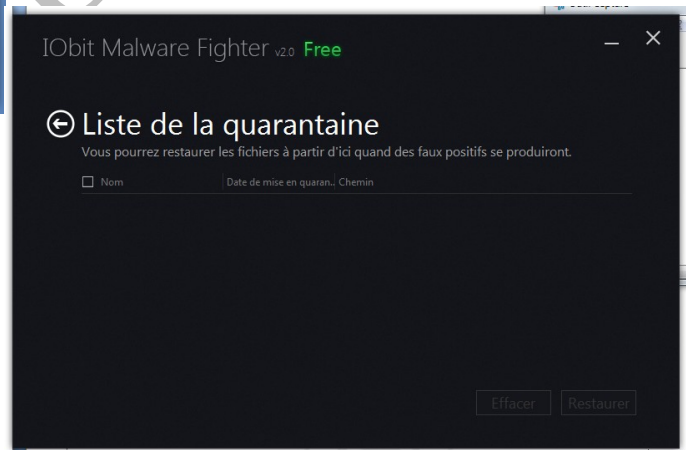 IObit Malware Fighter v2.0 Free
Liste de la quarantaine
Vous pourrez restaurer les fichiers à partir d'ici quand des faux positifs se produiront.
Nom Date de mise en quaran.. Chemin
Effacer Restaurer